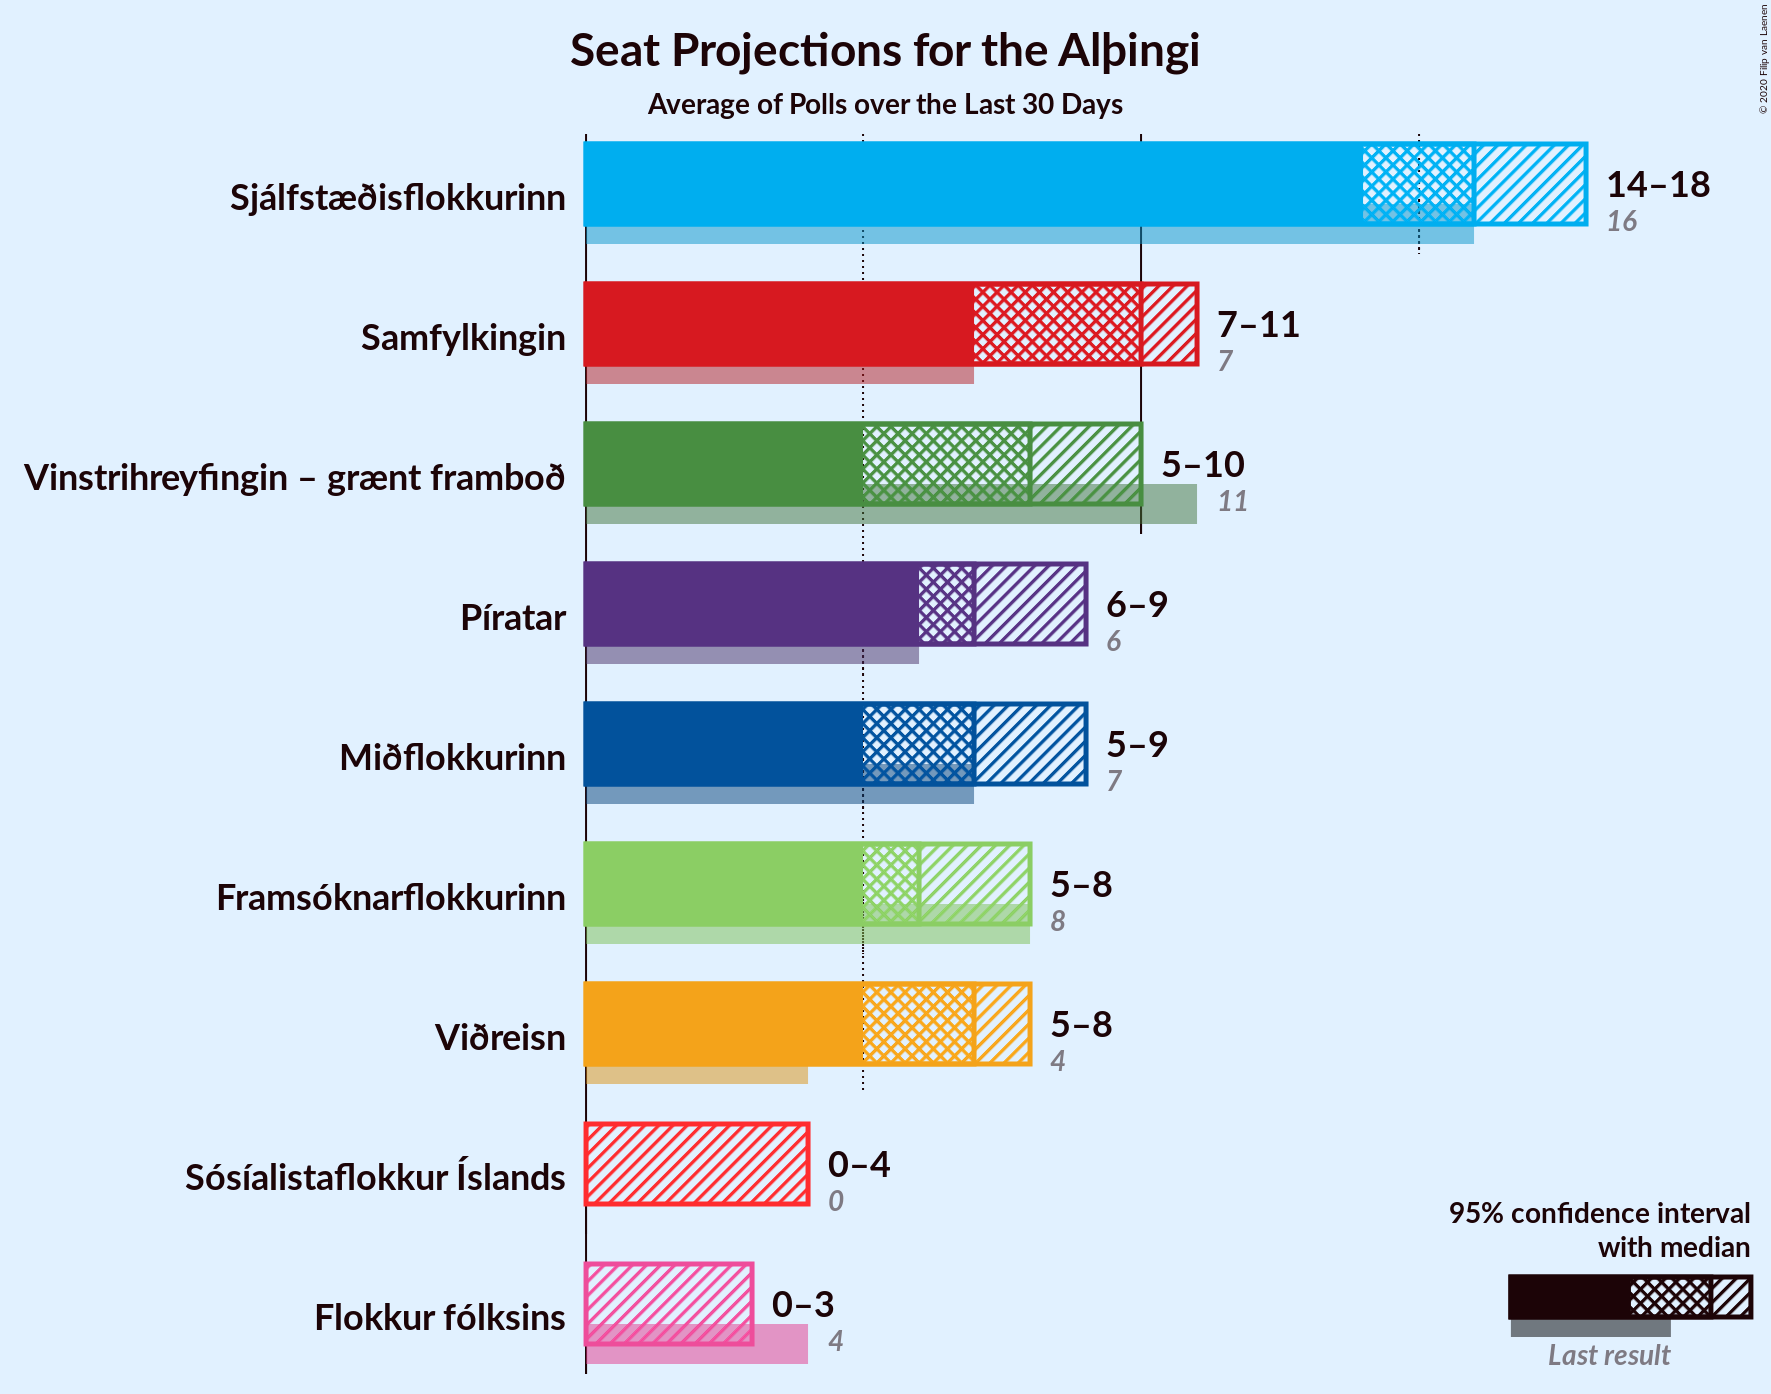 Seat Projections for the Alþingi
Average of Polls over the Last 30 Days
© 2020 Filip van Laenen
Sjálfstæðisflokkurinn
14–18
16
Samfylkingin
7–11
7
Vinstrihreyfingin – grænt framboð
5–10
11
Píratar
6–9
6
Miðflokkurinn
5–9
7
Framsóknarflokkurinn
5–8
8
Viðreisn
5–8
4
Sósíalistaflokkur Íslands
0–4
0
Flokkur fólksins
0–3
4
95% confidence interval
with median
Last result